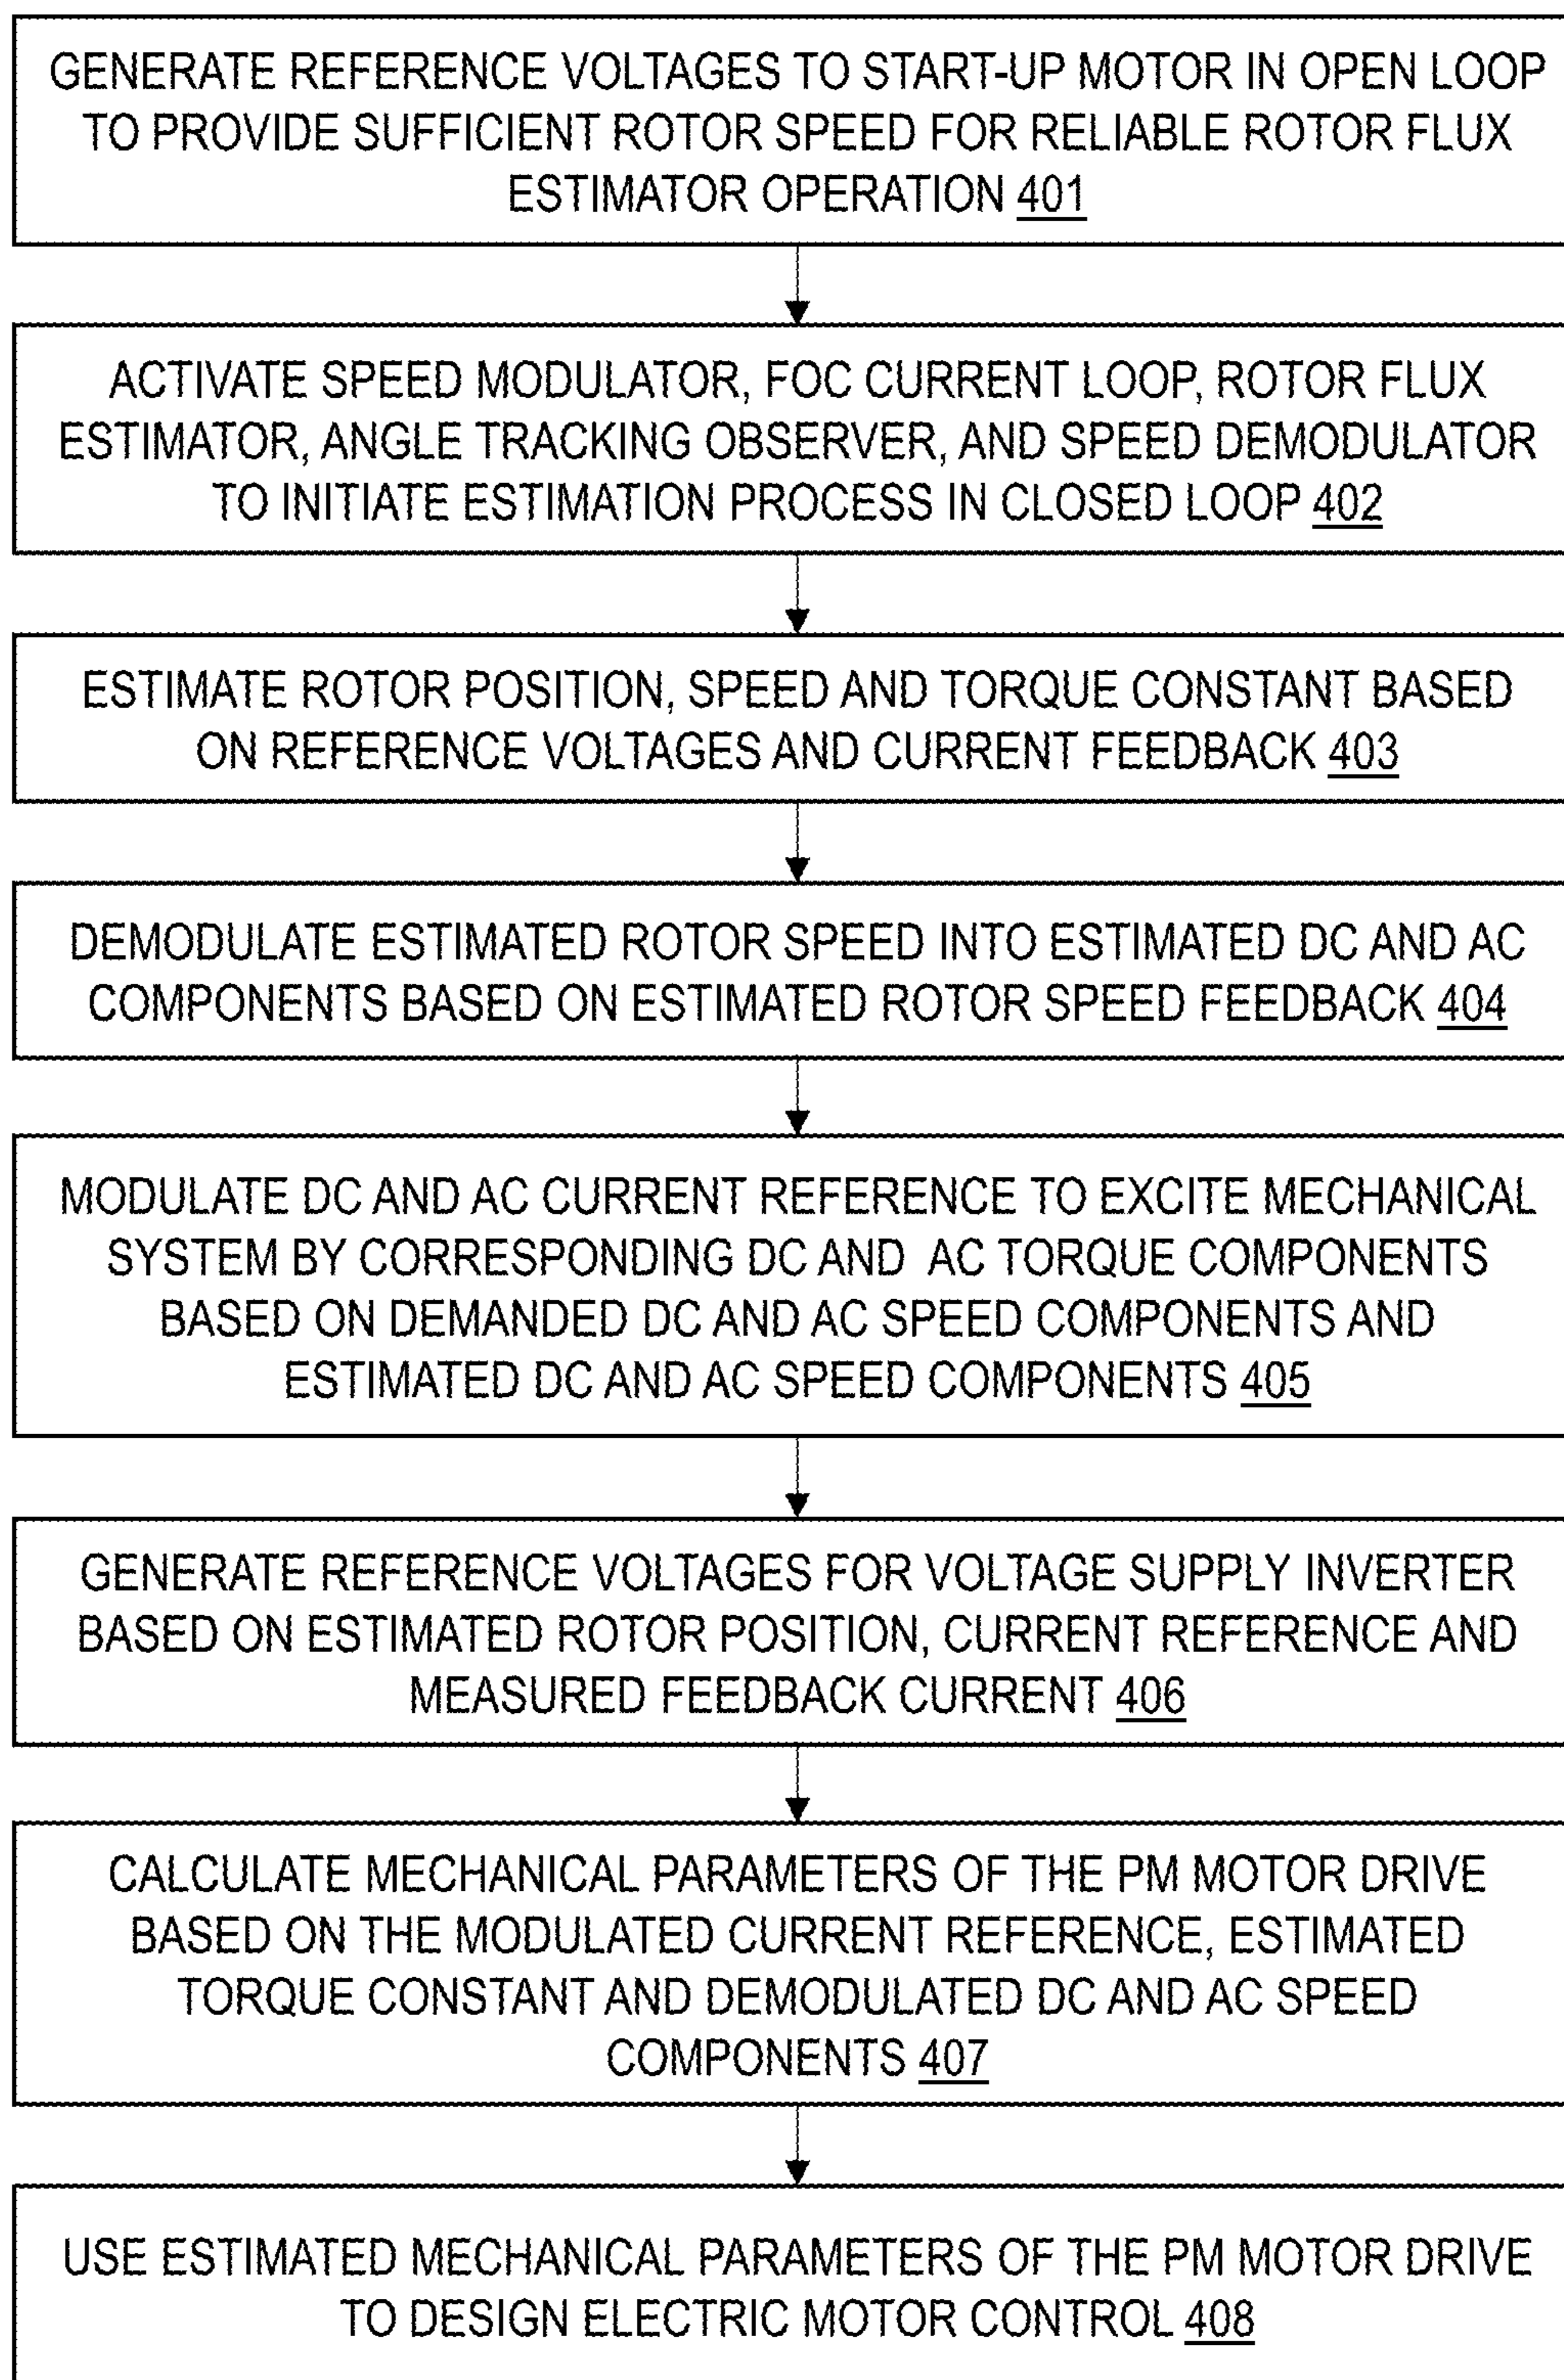 GENERATE REFERENCE VOLTAGES TO START-UP MOTOR IN OPEN LOOP
TO PROVIDE SUFFICIENT ROTOR SPEED FOR RELIABLE ROTOR FLUX
ESTIMATOR OPERATION 401
ACTIVATE SPEED MODULATOR, FOC CURRENT LOOP, ROTOR FLUX
ESTIMATOR, ANGLE TRACKING OBSERVER, AND SPEED DEMODULATOR
TO INITIATE ESTIMATION PROCESS IN CLOSED LOOP 402
ESTIMATE ROTOR POSITION, SPEED AND TORQUE CONSTANT BASED
ON REFERENCE VOLTAGES AND CURRENT FEEDBACK 403
DEMODULATE ESTIMATED ROTOR SPEED INTO ESTIMATED DC AND AC
COMPONENTS BASED ON ESTIMATED ROTOR SPEED FEEDBACK 404
MODULATE DC AND AC CURRENT REFERENCE TO EXCITE MECHANICAL
SYSTEM BY CORRESPONDING DC AND AC TORQUE COMPONENTS
BASED ON DEMANDED DC AND AC SPEED COMPONENTS AND
ESTIMATED DC AND AC SPEED COMPONENTS 405
GENERATE REFERENCE VOLTAGES FOR VOLTAGE SUPPLY INVERTER
BASED ON ESTIMATED ROTOR POSITION, CURRENT REFERENCE AND
MEASURED FEEDBACK CURRENT 406
CALCULATE MECHANICAL PARAMETERS OF THE PM MOTOR DRIVE
BASED ON THE MODULATED CURRENT REFERENCE, ESTIMATED
TORQUE CONSTANT AND DEMODULATED DC AND AC SPEED
COMPONENTS 407
USE ESTIMATED MECHANICAL PARAMETERS OF THE PM MOTOR DRIVE
TO DESIGN ELECTRIC MOTOR CONTROL 408